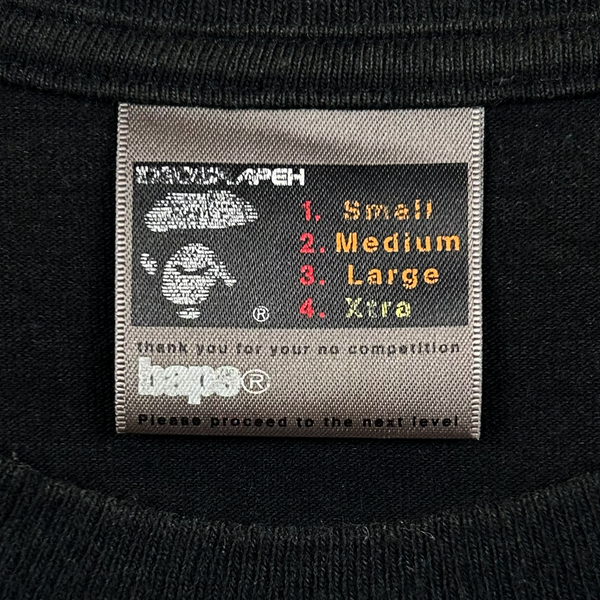 APEH
1. Small
2. Medium
3. Large
4. Xtra
®
thank you for your no competition
bape®
Please proceed to the next level